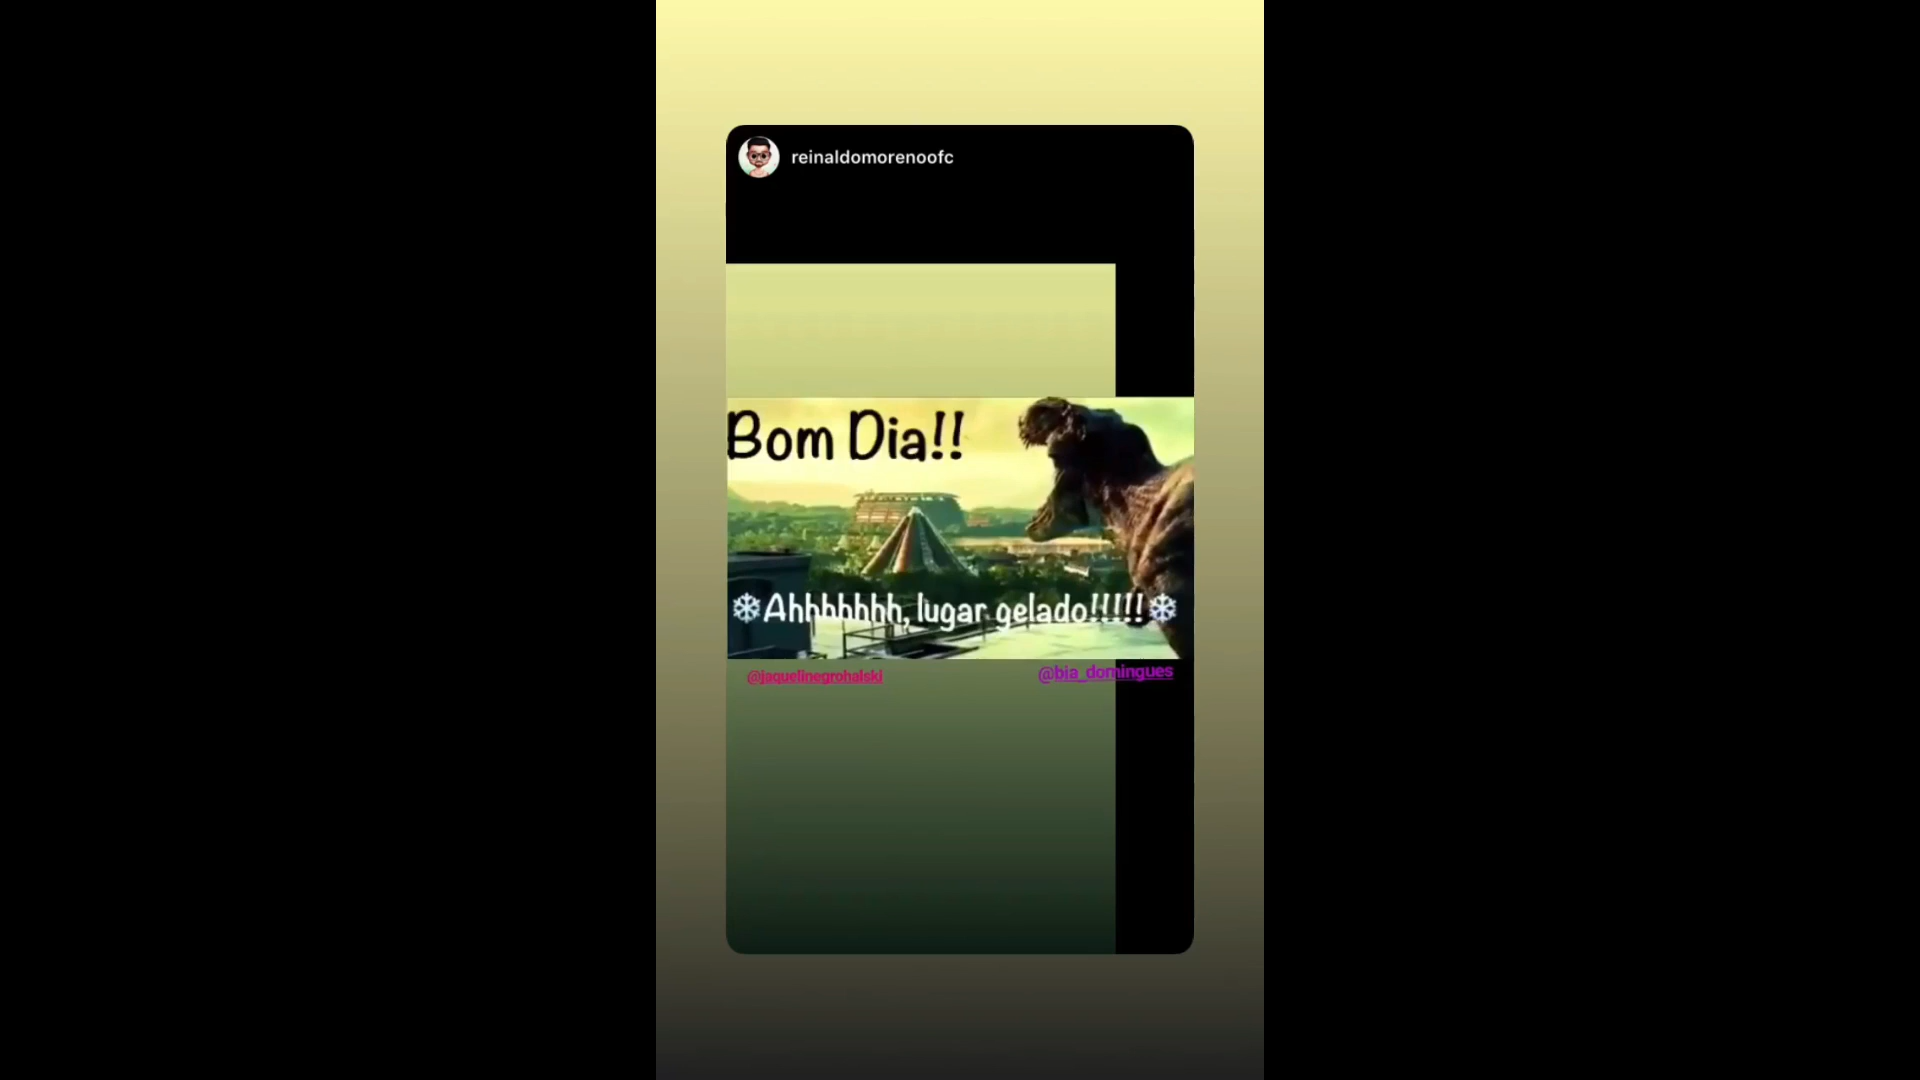 reinaldomorenoofc
Bom Dia!!
❄Ahhhhhhh, lugar gelado!!!!!❄
@jaquelinegrohalski
@bia_domingues